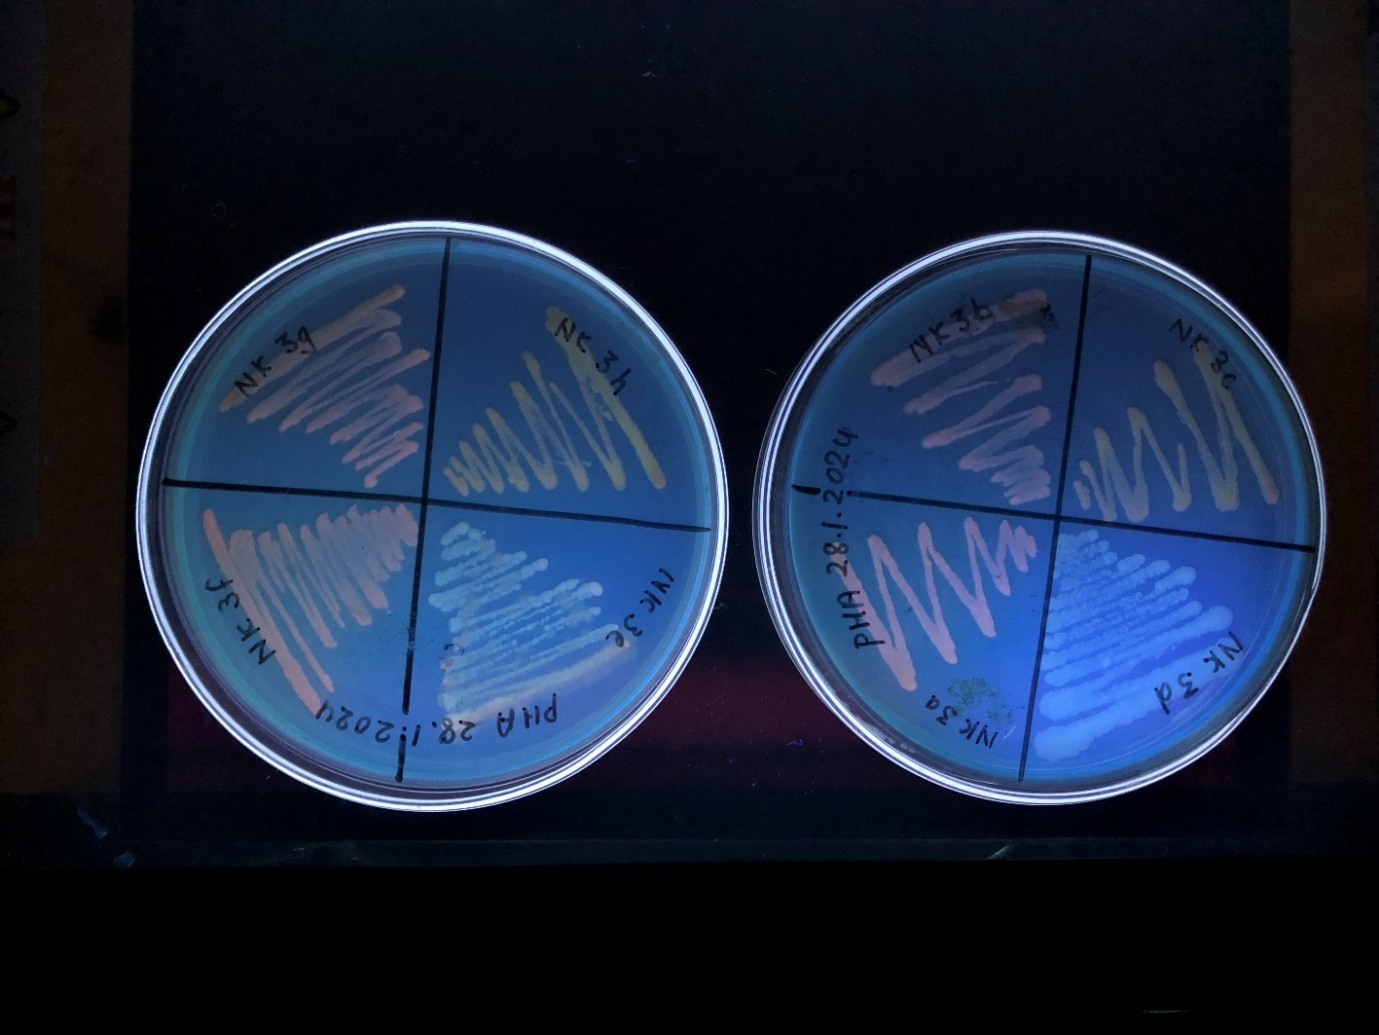 NK 3g
NK 3h
NK 3f
NK 3e
PHA 28.1.2024
NK 3b
NK 3c
PHA 28.1.2024
NK 3a
NK 3d